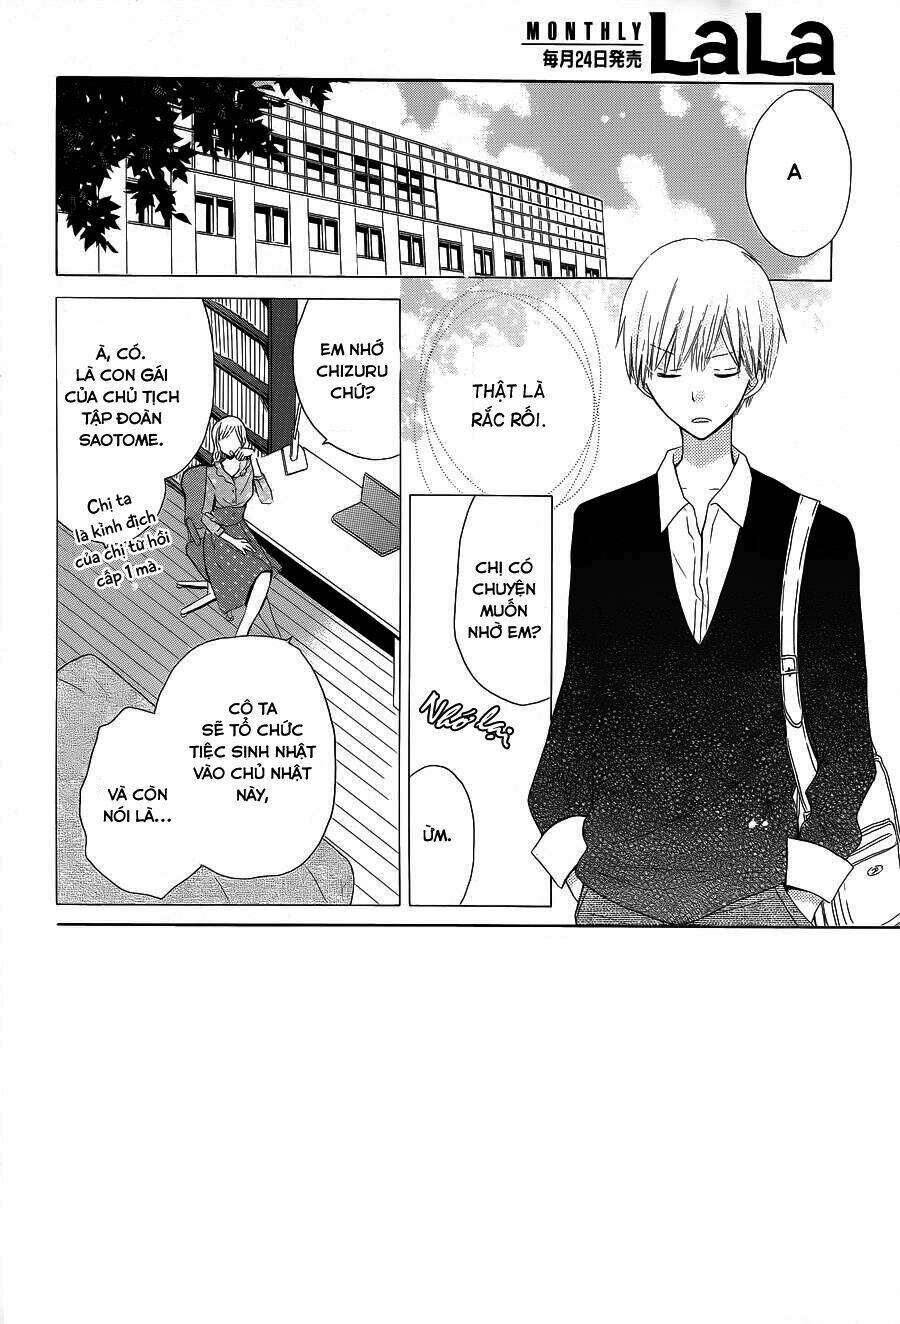 MONTHLY
毎月24日発売
LaLa
A
THẬT LÀ
RẮC RỐI.
CHỊ CÓ
CHUYỆN
MUỐN
NHỜ EM?
Nhớ lại
ỪM.
EM NHỚ
CHIZURU
CHỨ?
À, CÓ.
LÀ CON GÁI
CỦA CHỦ TỊCH
TẬP ĐOÀN
SAOTOME.
Chị ta
là kình địch
của chị từ hồi
cấp 1 mà.
CÔ TA
SẼ TỔ CHỨC
TIỆC SINH NHẬT
VÀO CHỦ NHẬT
NÀY,
VÀ CÒN
NÓI LÀ...